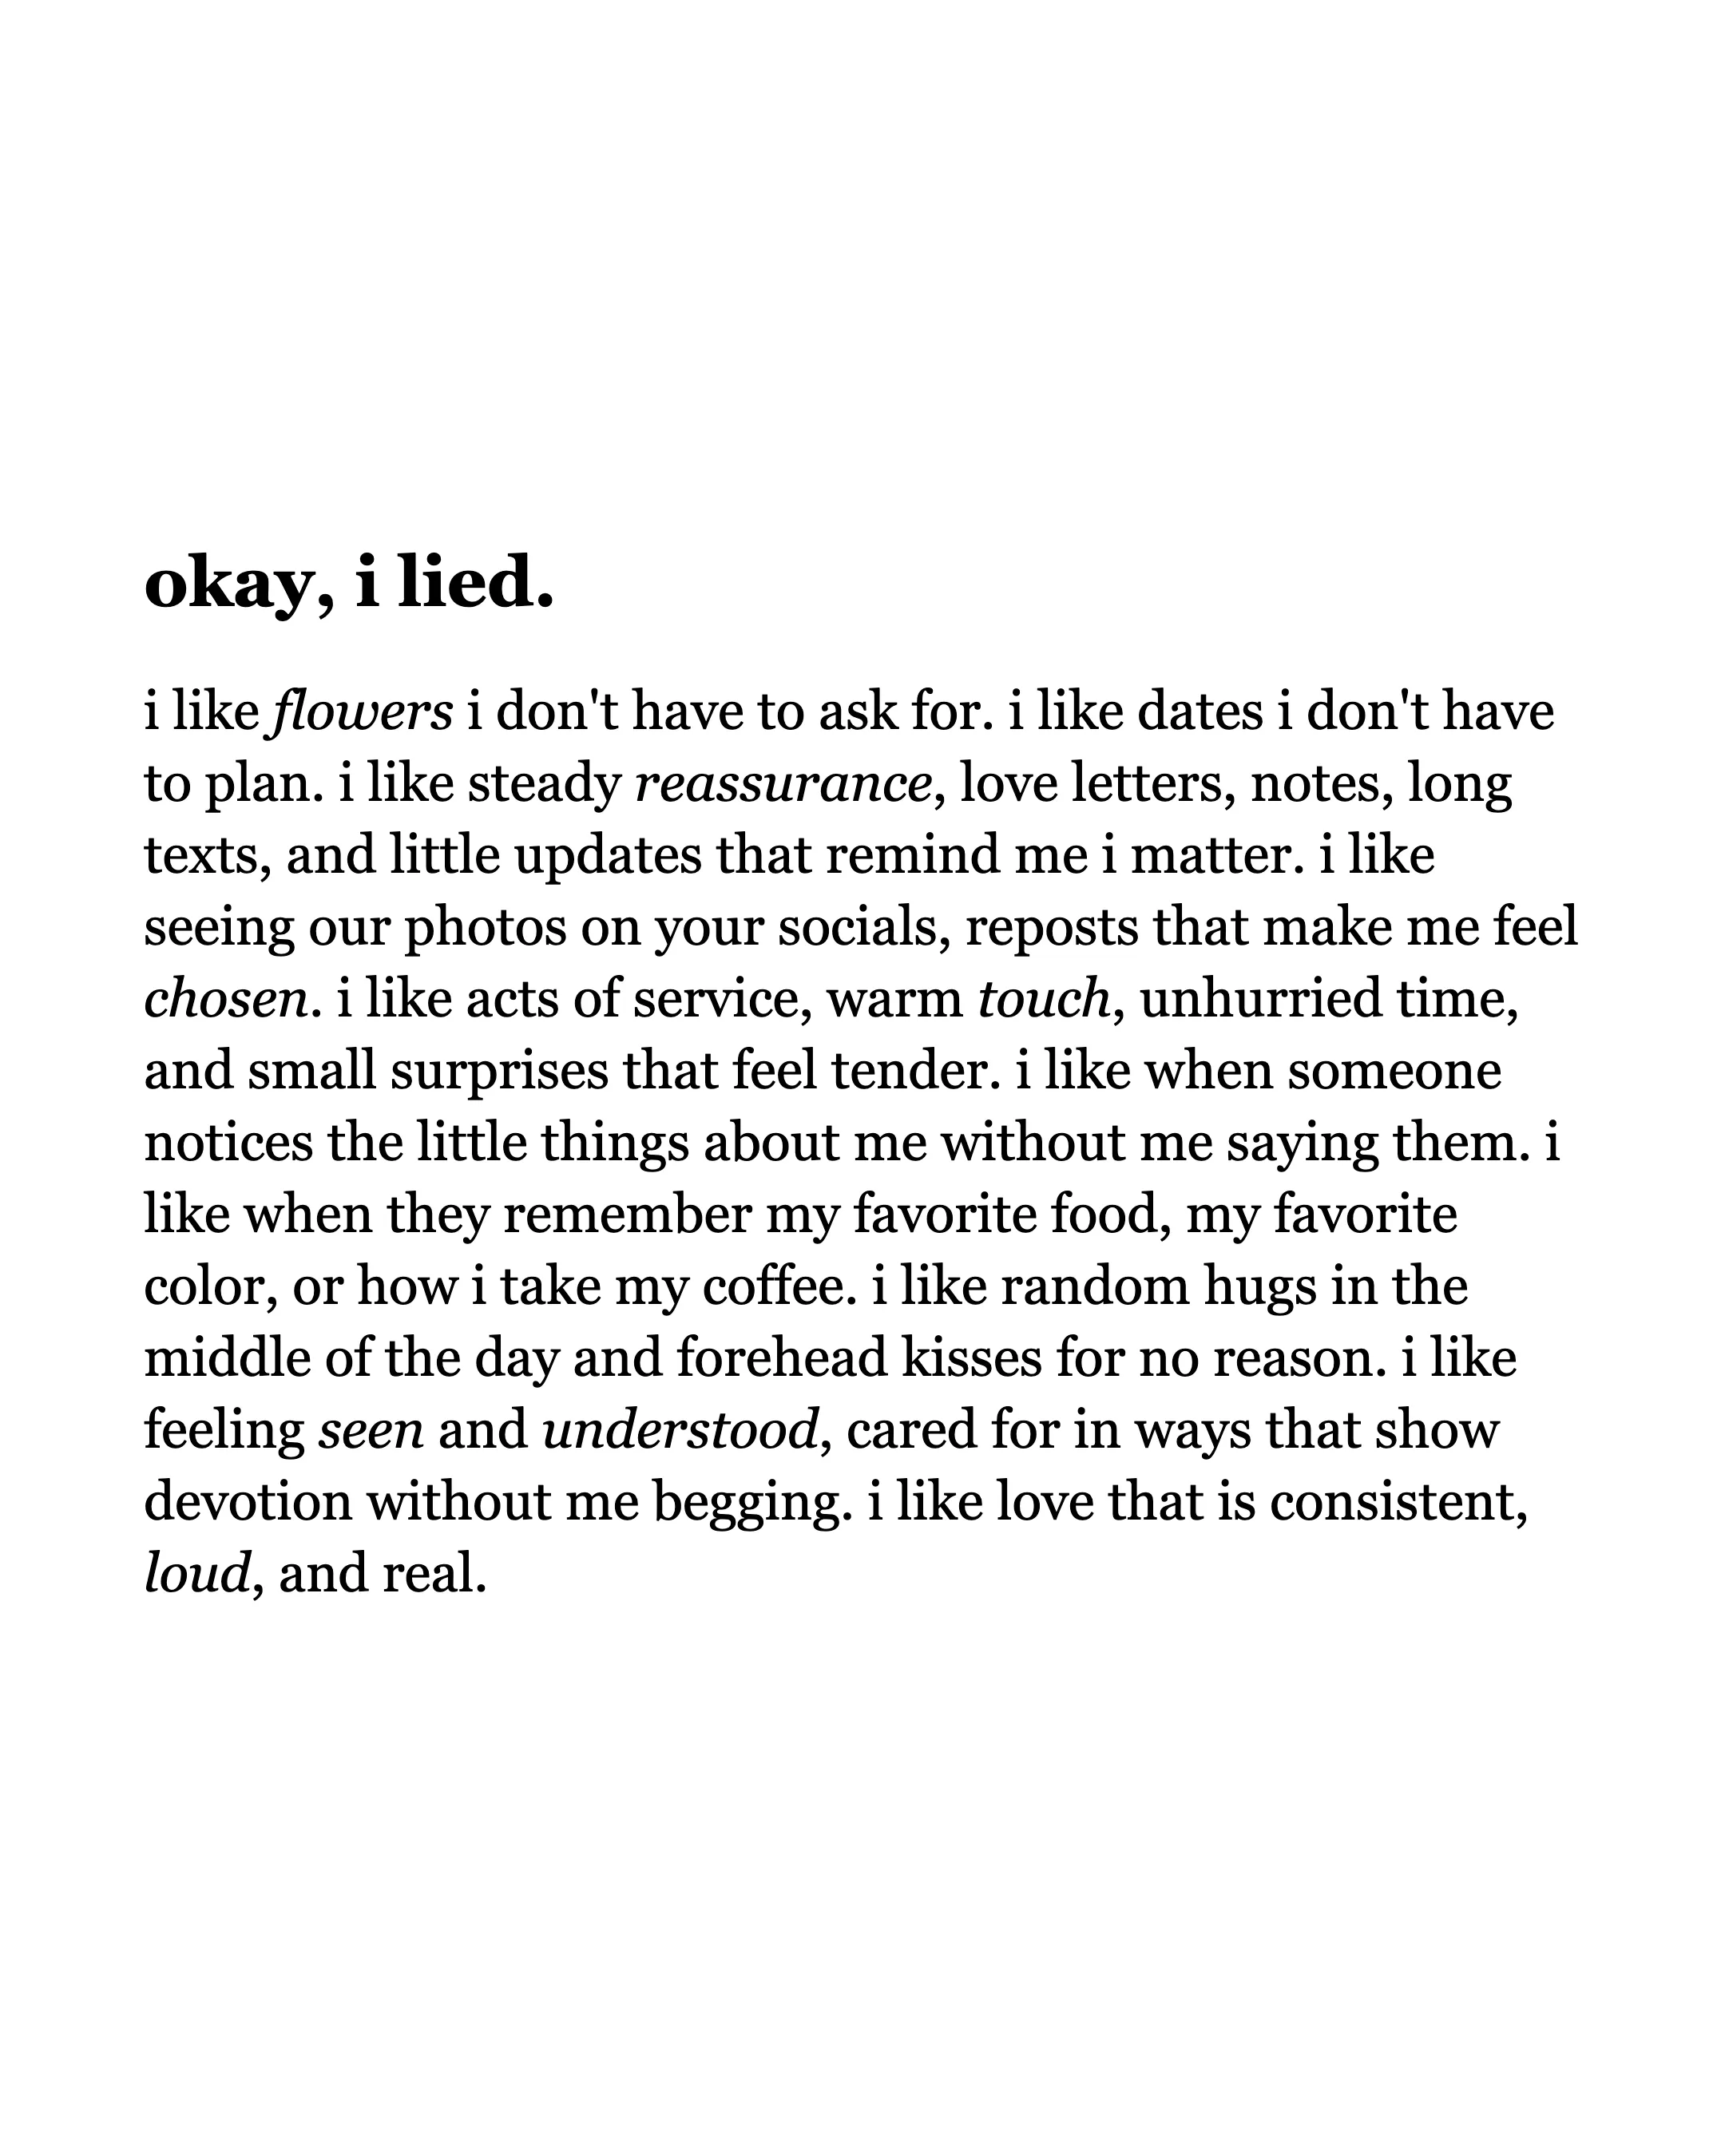 okay, i lied.
i like flowers i don't have to ask for. i like dates i don't have
to plan. i like steady reassurance, love letters, notes, long
texts, and little updates that remind me i matter. i like
seeing our photos on your socials, reposts that make me feel
chosen. i like acts of service, warm touch, unhurried time,
and small surprises that feel tender. i like when someone
notices the little things about me without me saying them. i
like when they remember my favorite food, my favorite
color, or how i take my coffee. i like random hugs in the
middle of the day and forehead kisses for no reason. i like
feeling seen and understood, cared for in ways that show
devotion without me begging. i like love that is consistent,
loud, and real.